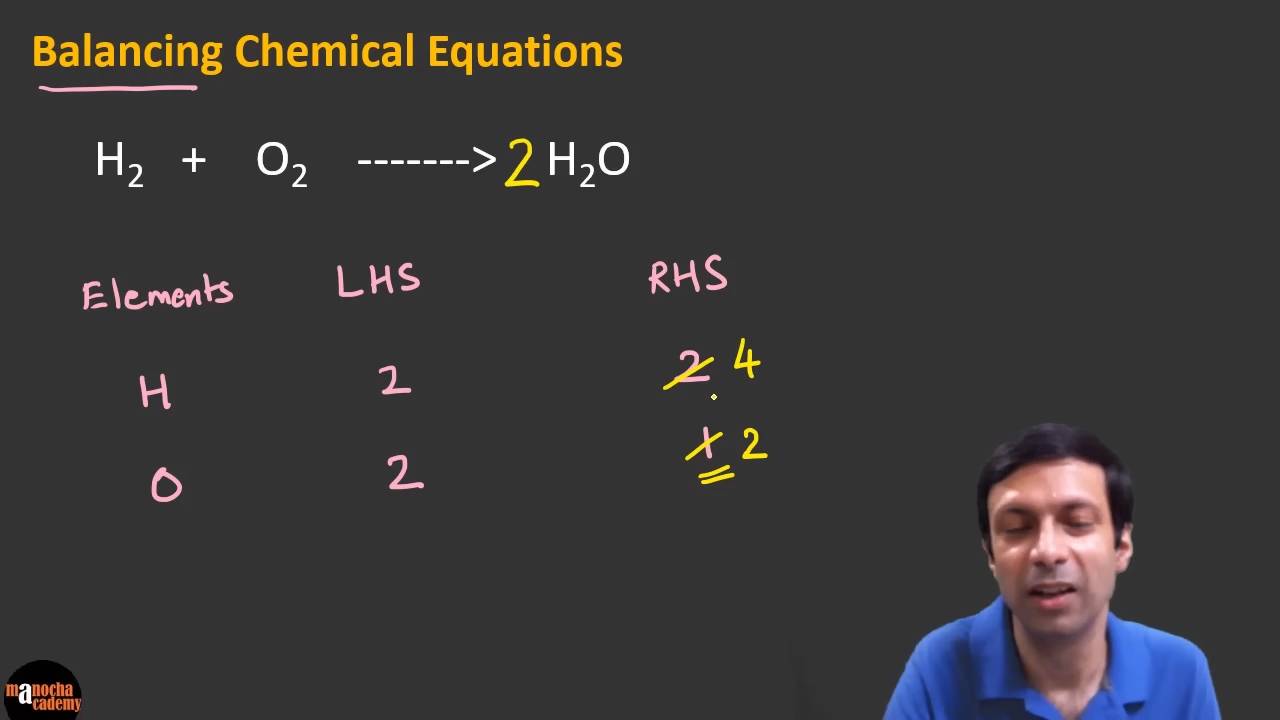 Balancing Chemical Equations
H₂ + O₂ -------> 2 H₂O
Elements LHS RHS
H 2 2 4
O 2 1 2
manocha
academy